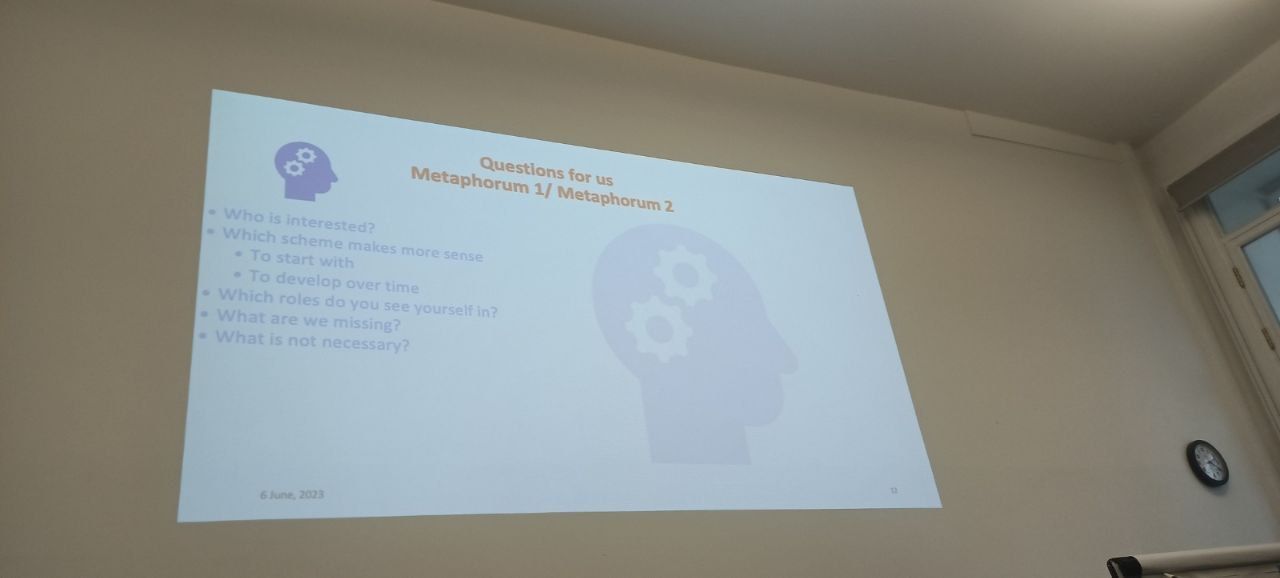 Questions for us
Metaphorum 1/ Metaphorum 2
• Who is interested?
• Which scheme makes more sense
• To start with
• To develop over time
• Which roles do you see yourself in?
• What are we missing?
• What is not necessary?
6 June, 2023
12